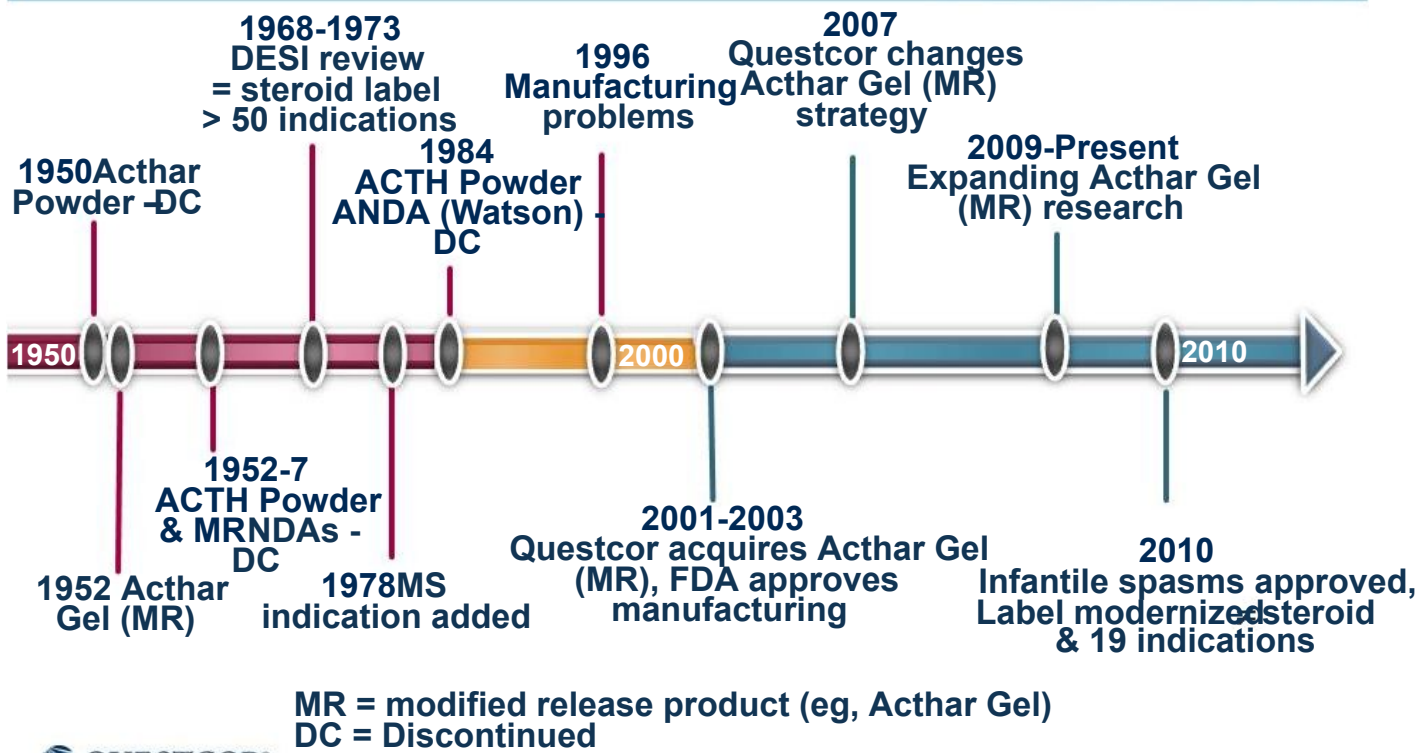 1968-1973
DESI review
= steroid label
> 50 indications
1996
Manufacturing
problems
2007
Questcor changes
Acthar Gel (MR)
strategy
1950Acthar
Powder –DC
1984
ACTH Powder
ANDA (Watson) -
DC
2009-Present
Expanding Acthar Gel
(MR) research
1950
2000
2010
1952 Acthar
Gel (MR)
1952-7
ACTH Powder
& MRNDAs -
DC
1978MS
indication added
2001-2003
Questcor acquires Acthar Gel
(MR), FDA approves
manufacturing
2010
Infantile spasms approved,
Label modernized≠steroid
& 19 indications
MR = modified release product (eg, Acthar Gel)
DC = Discontinued